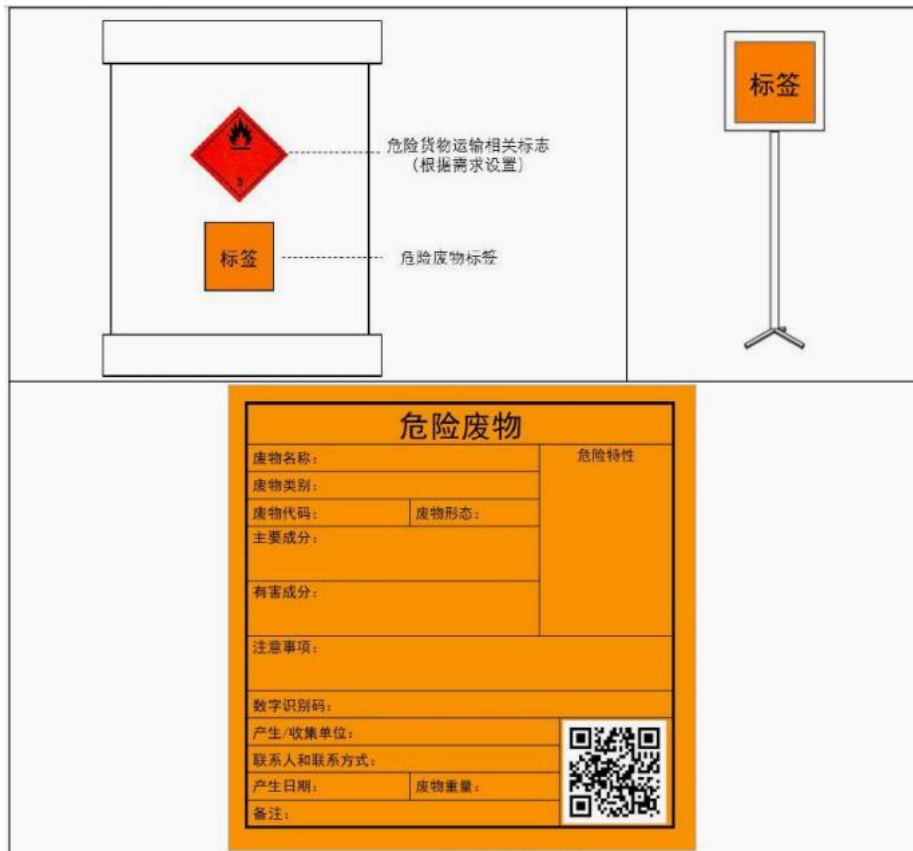 危险货物运输相关标志
（根据需求设置）
3
标签
危险废物标签
标签
危险废物
废物名称：
危险特性
废物类别：
废物代码：
废物形态：
主要成分：
有害成分：
注意事项：
数字识别码：
产生/收集单位：
联系人和联系方式：
产生日期：
废物重量：
备注：